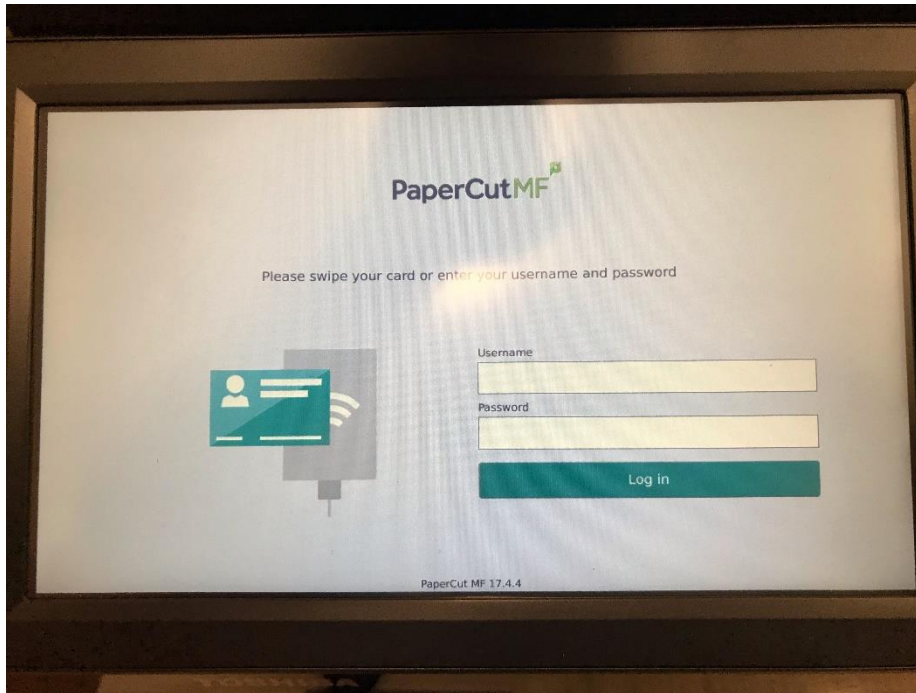 PaperCutMF
Please swipe your card or enter your username and password
Username
Password
Log in
PaperCut MF 17.4.4